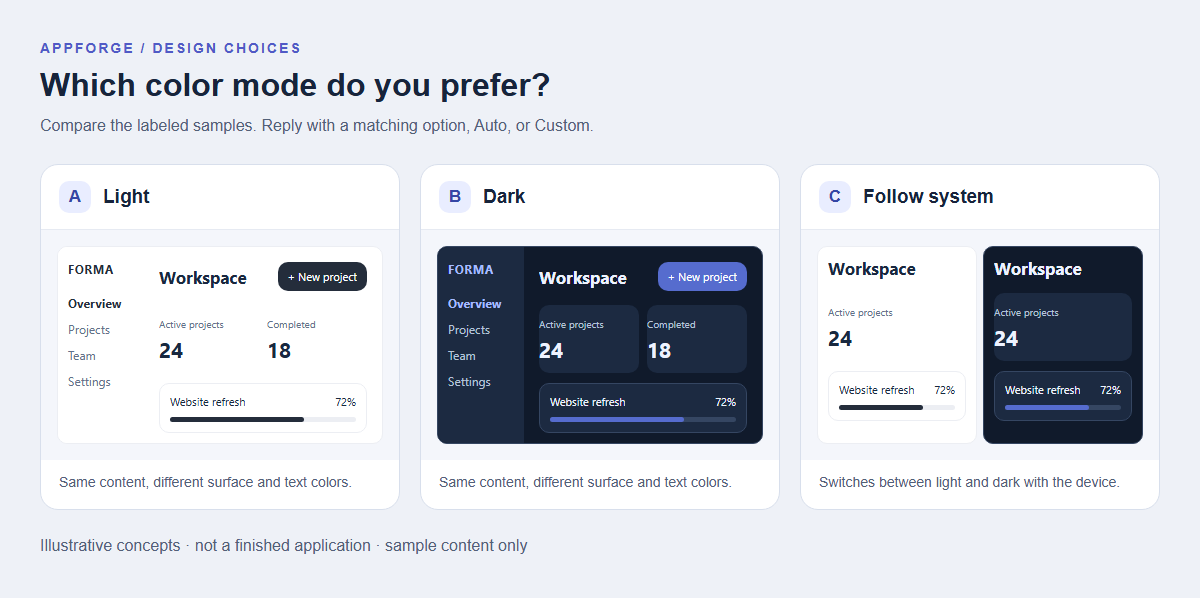 APPFORGE / DESIGN CHOICES
Which color mode do you prefer?
Compare the labeled samples. Reply with a matching option, Auto, or Custom.
A Light
FORMA
Overview
Projects
Team
Settings
Workspace
+ New project
Active projects
24
Completed
18
Website refresh 72%
Same content, different surface and text colors.
B Dark
FORMA
Overview
Projects
Team
Settings
Workspace
+ New project
Active projects
24
Completed
18
Website refresh 72%
Same content, different surface and text colors.
C Follow system
Workspace
Active projects
24
Website refresh 72%
Workspace
Active projects
24
Website refresh 72%
Switches between light and dark with the device.
Illustrative concepts · not a finished application · sample content only